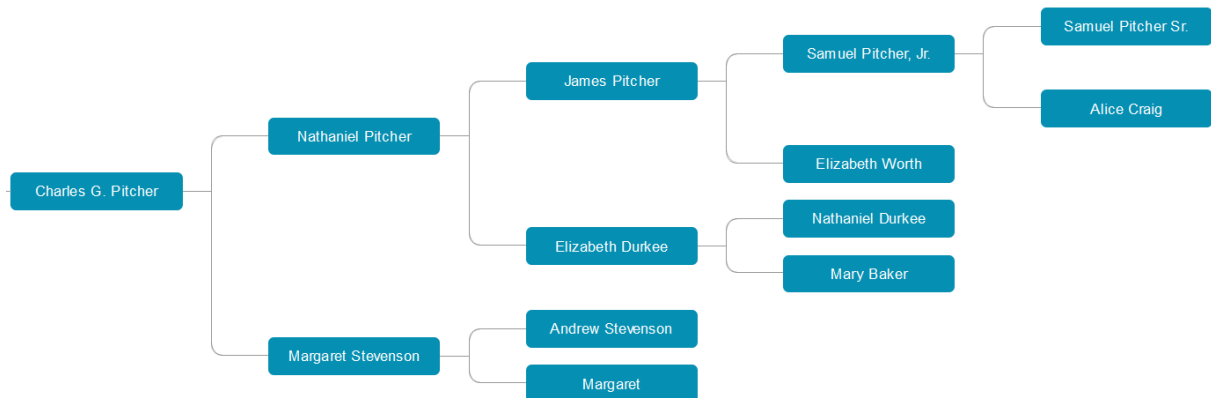 Samuel Pitcher Sr.
Samuel Pitcher, Jr.
James Pitcher
Alice Craig
Nathaniel Pitcher
Elizabeth Worth
Charles G. Pitcher
Nathaniel Durkee
Elizabeth Durkee
Mary Baker
Andrew Stevenson
Margaret Stevenson
Margaret